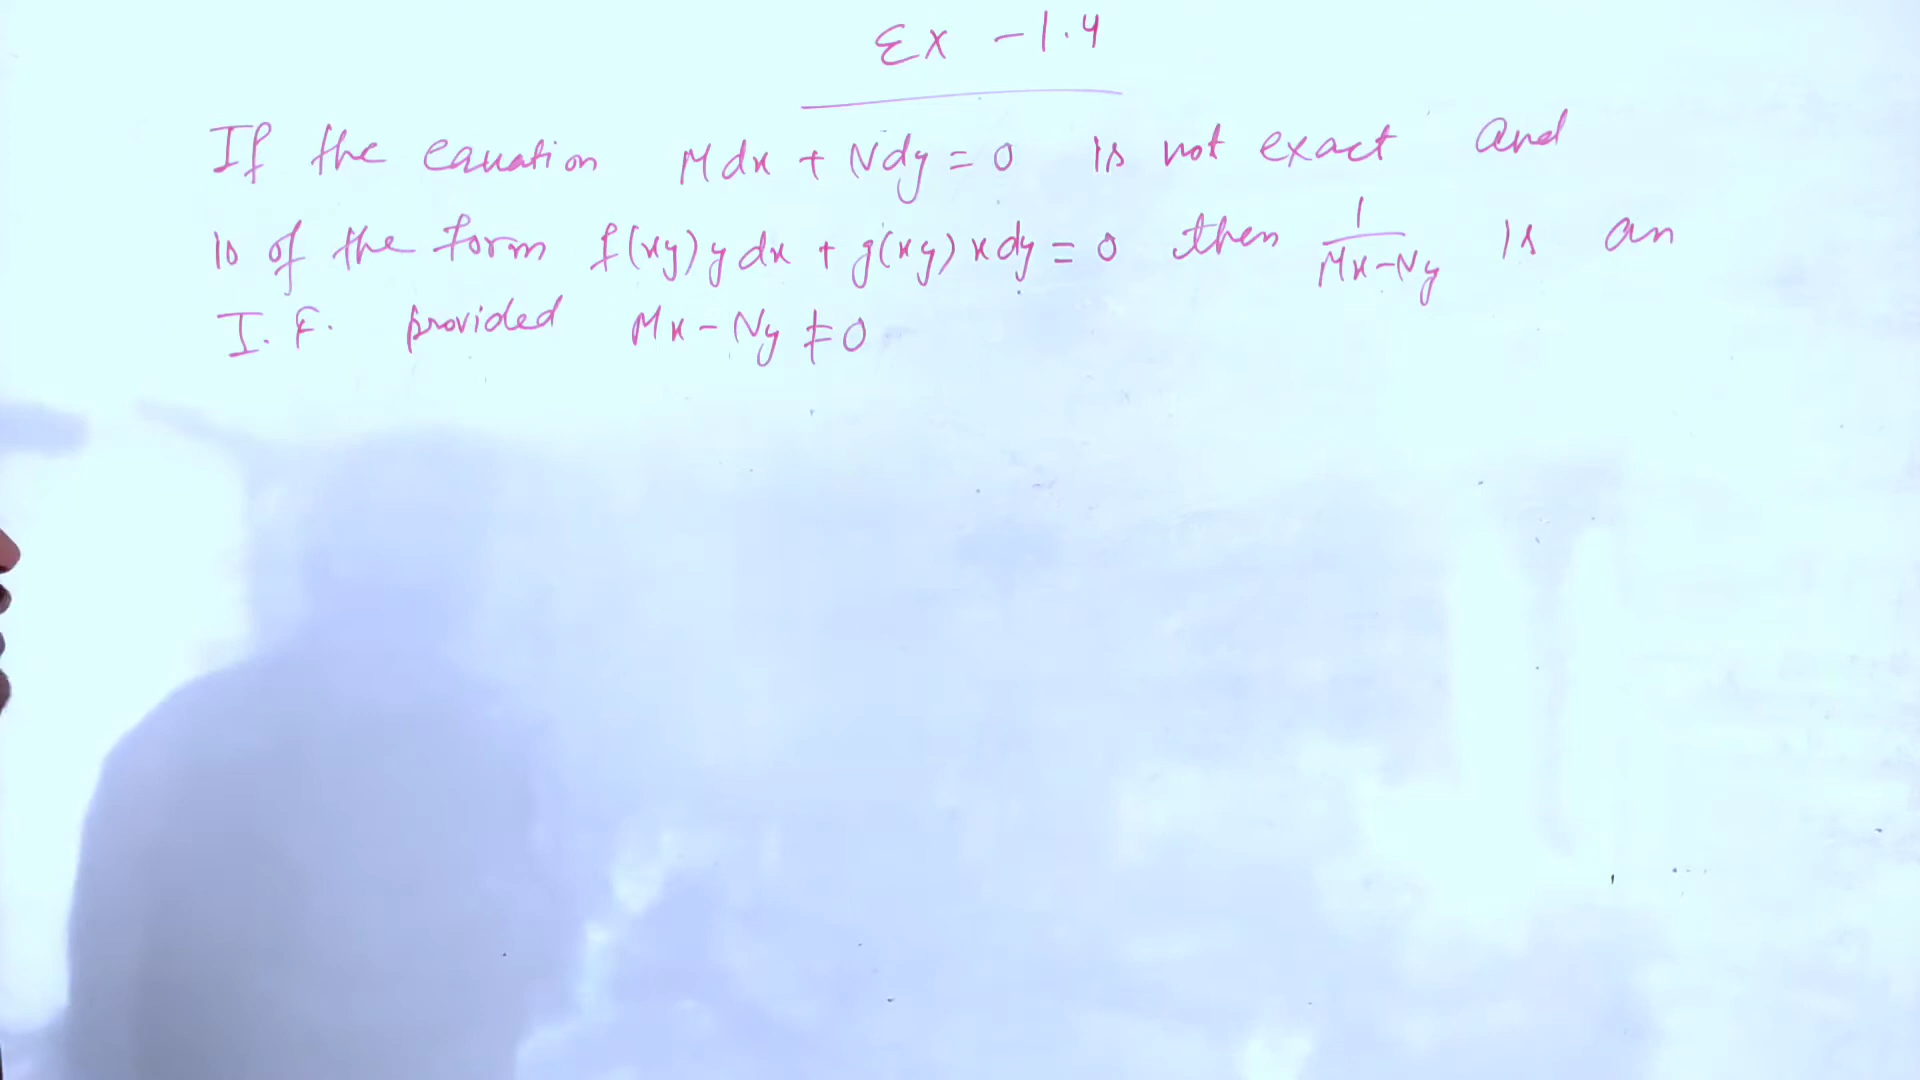 Ex - 1.4
If the equation Mdx + Ndy = 0 is not exact and
is of the form f(xy) y dx + g(xy) x dy = 0 then 1/(Mx-Ny) is an
I.F. provided Mx - Ny ≠ 0